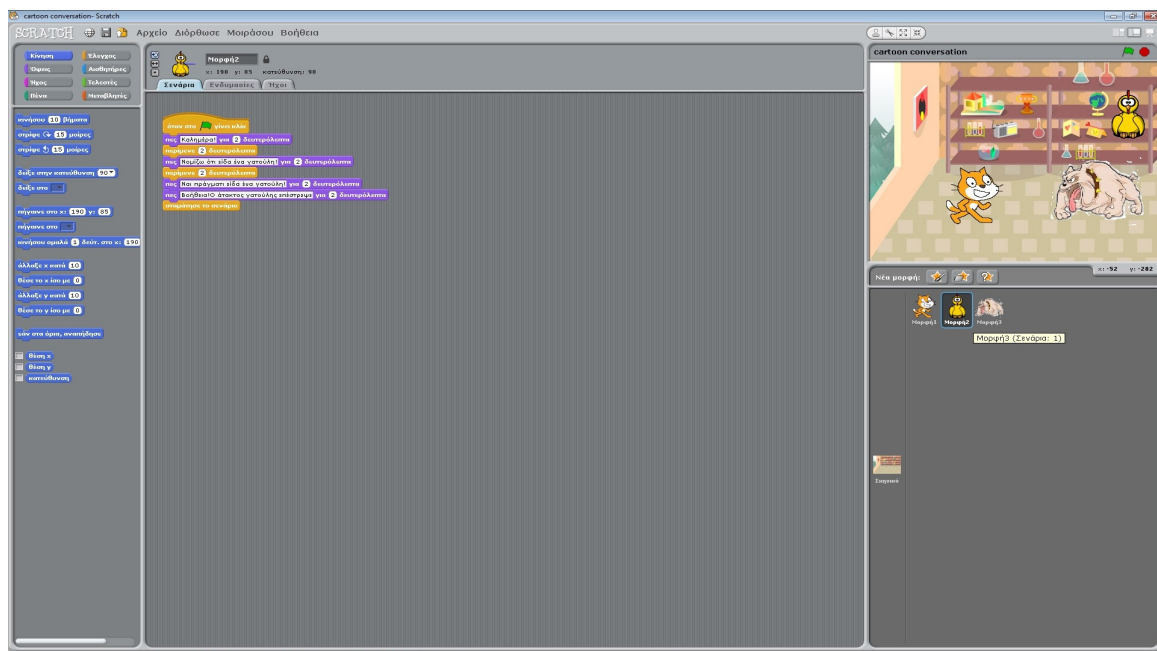 cartoon conversation- Scratch
SCRATCH Αρχείο Διόρθωσε Μοιράσου Βοήθεια
Κίνηση Έλεγχος
Όψεις Αισθητήρες
Ήχος Τελεστές
Πένα Μεταβλητές
κινήσου 10 βήματα
στρίψε 15 μοίρες
στρίψε 15 μοίρες
δείξε στην κατεύθυνση 90
δείξε στο
πήγαινε στο x: 190 y: 85
πήγαινε στο
κινήσου ομαλά 1 δεύτ. στο x: 190
άλλαξε x κατά 10
θέσε το x ίσο με 0
άλλαξε y κατά 10
θέσε το y ίσο με 0
εάν στα όρια, αναπήδησε
θέση x
θέση y
κατεύθυνση
Μορφή2
x: 190 y: 85 κατεύθυνση: 90
Σενάρια Ενδυμασίες Ήχοι
όταν στο γίνει κλικ
πες Καλημέρα! για 2 δευτερόλεπτα
περίμενε 2 δευτερόλεπτα
πες Νομίζω ότι είδα ένα γατούλη! για 2 δευτερόλεπτα
περίμενε 2 δευτερόλεπτα
πες Ναι πράγματι είδα ένα γατούλη! για 2 δευτερόλεπτα
πες Βοήθεια!Ο άτακτος γατούλης επέστρεψε για 2 δευτερόλεπτα
σταμάτησε το σενάριο
cartoon conversation
x: -52 y: -282
Νέα μορφή:
Μορφή1 Μορφή2 Μορφή3
Μορφή3 (Σενάρια: 1)
Σκηνικό